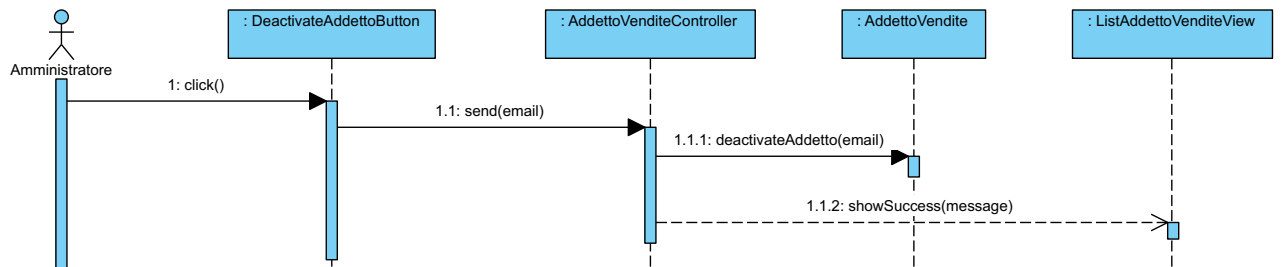 : DeactivateAddettoButton
: AddettoVenditeController
: AddettoVendite
: ListAddettoVenditeView
Amministratore
1: click()
1.1: send(email)
1.1.1: deactivateAddetto(email)
1.1.2: showSuccess(message)